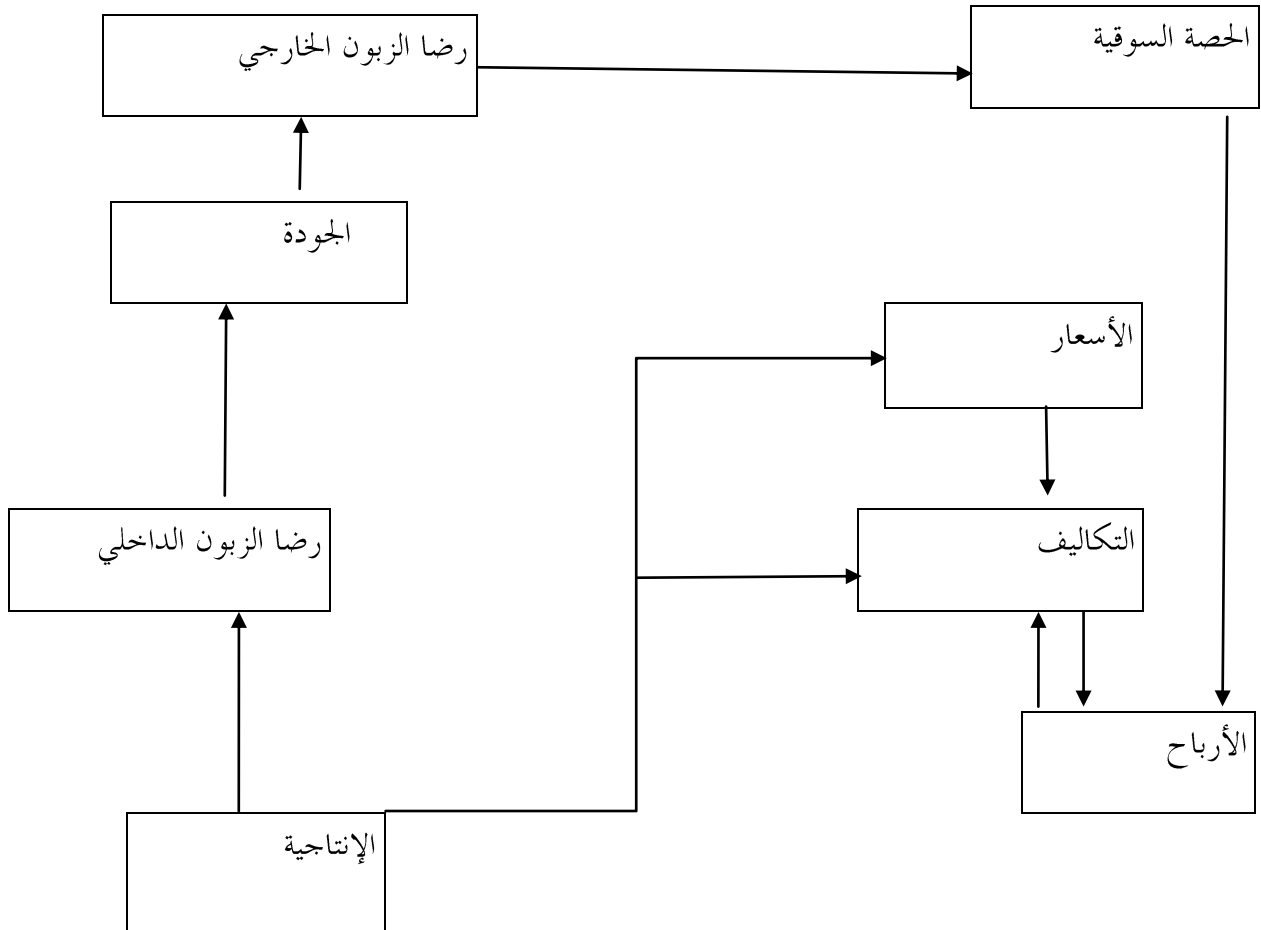 الحصة السوقية
رضا الزبون الخارجي
الجودة
الأسعار
التكاليف
رضا الزبون الداخلي
الأرباح
الإنتاجية